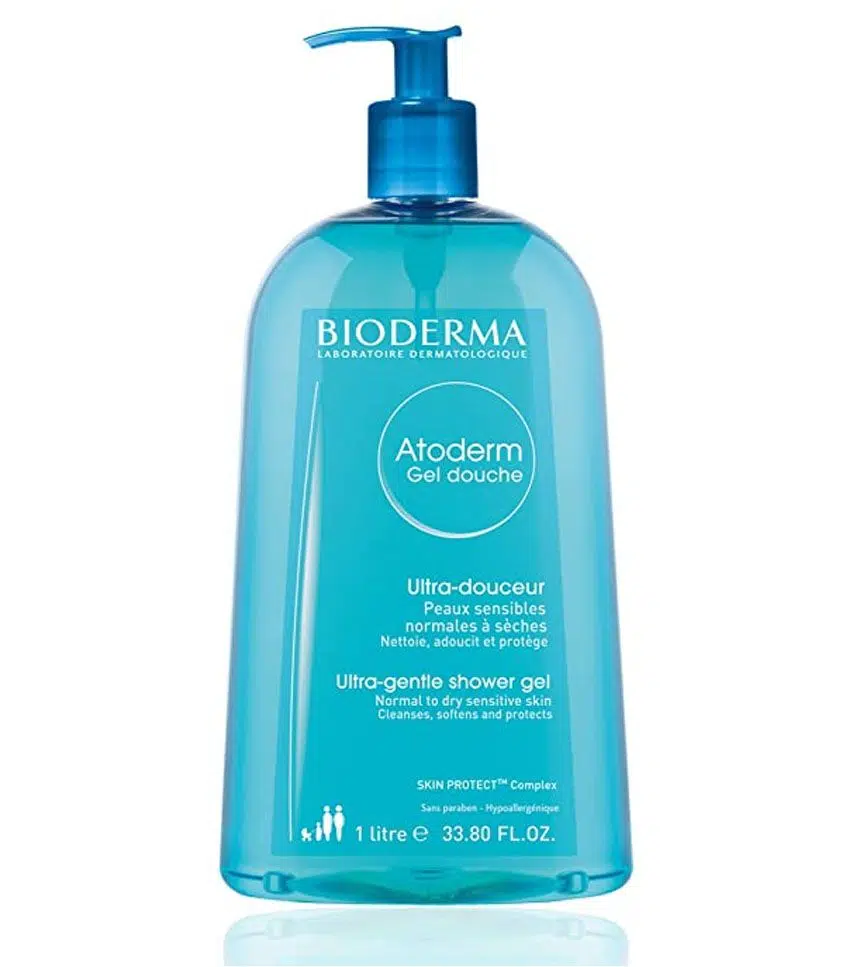 BIODERMA
LABORATOIRE DERMATOLOGIQUE
Atoderm
Gel douche
Ultra-douceur
Peaux sensibles
normales à sèches
Nettoie, adoucit et protège
Ultra-gentle shower gel
Normal to dry sensitive skin
Cleanses, softens and protects
SKIN PROTECT™ Complex
Sans paraben - Hypoallergénique
1 litre ℮ 33.80 FL.OZ.